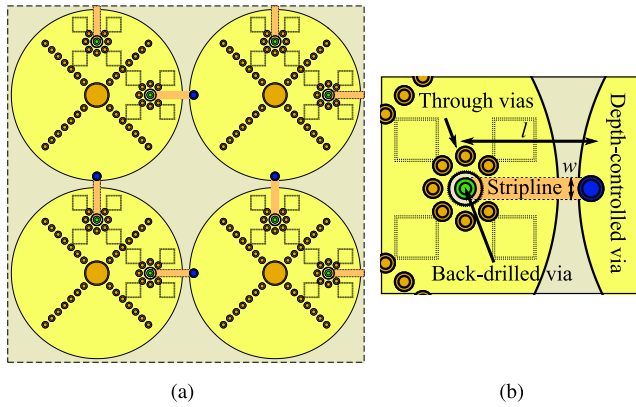 Through vias
l
Stripline
w
Back-drilled via
Depth-controlled via
(a)
(b)